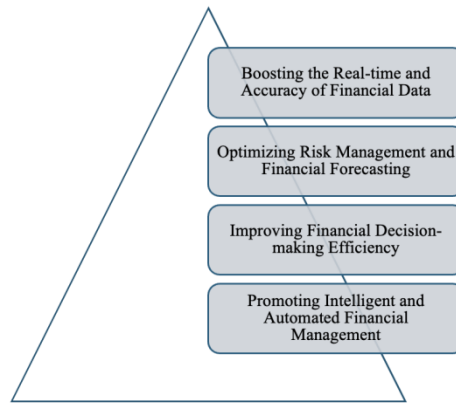 Boosting the Real-time and
Accuracy of Financial Data
Optimizing Risk Management and
Financial Forecasting
Improving Financial Decision-
making Efficiency
Promoting Intelligent and
Automated Financial
Management